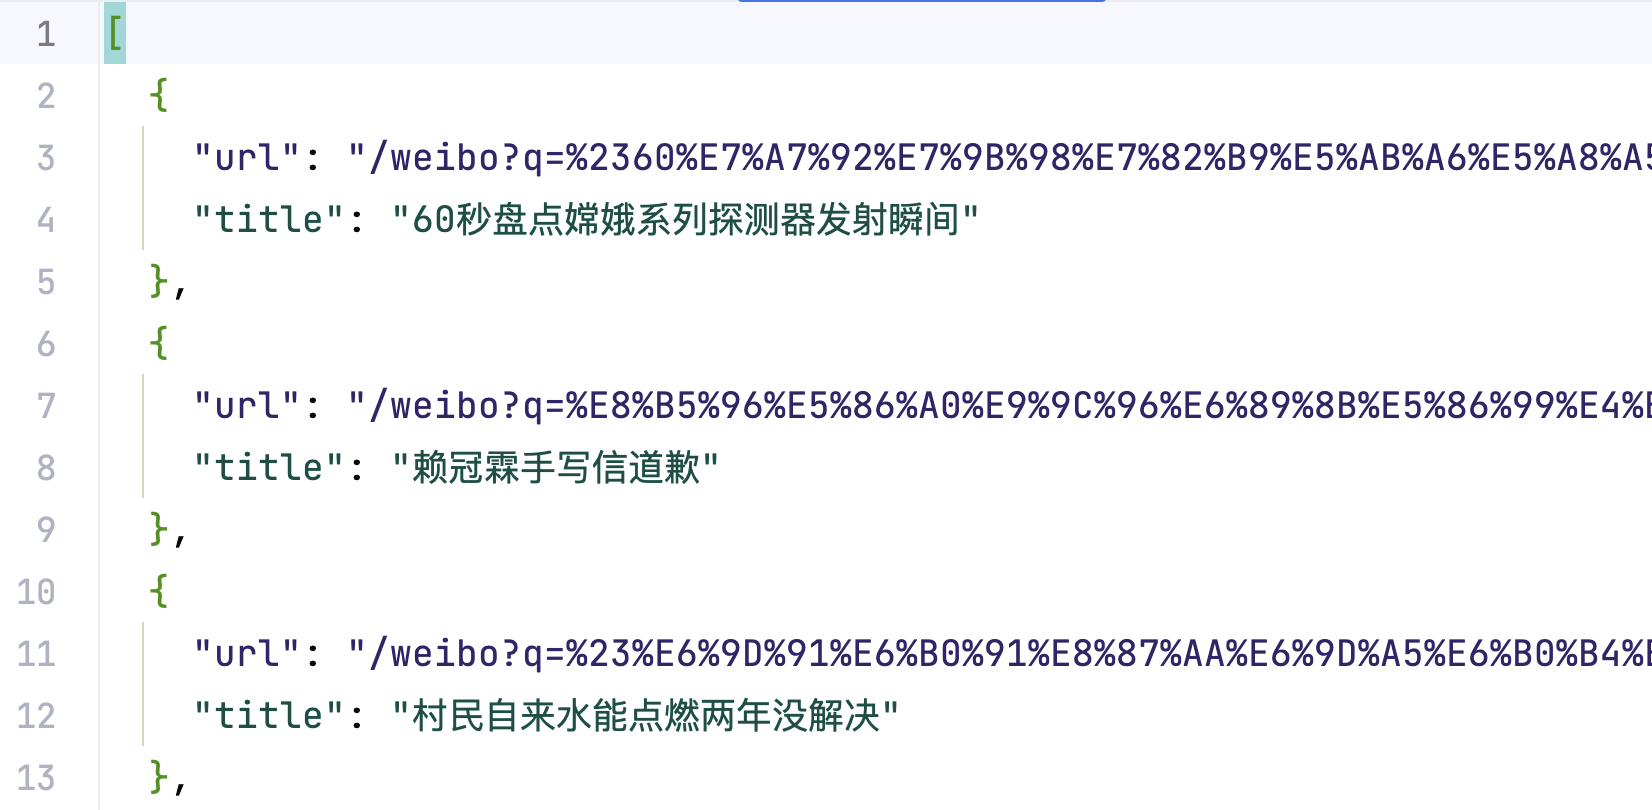 1 [
2 {
3 "url": "/weibo?q=%2360%E7%A7%92%E7%9B%98%E7%82%B9%E5%AB%A6%E5%A8%A5
4 "title": "60秒盘点嫦娥系列探测器发射瞬间"
5 },
6 {
7 "url": "/weibo?q=%E8%B5%96%E5%86%A0%E9%9C%96%E6%89%8B%E5%86%99%E4%
8 "title": "赖冠霖手写信道歉"
9 },
10 {
11 "url": "/weibo?q=%23%E6%9D%91%E6%B0%91%E8%87%AA%E6%9D%A5%E6%B0%B4%
12 "title": "村民自来水能点燃两年没解决"
13 },